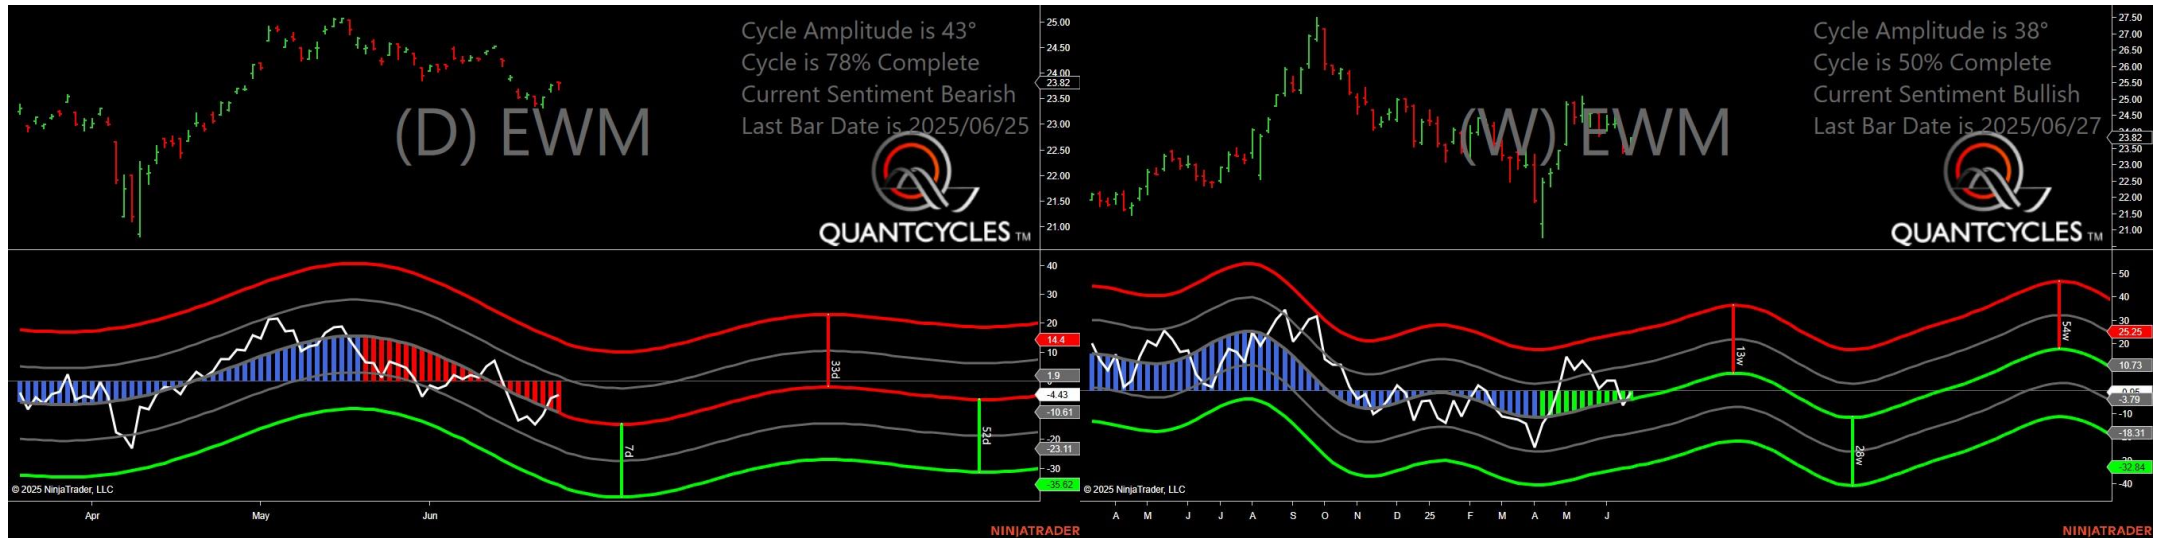 Cycle Amplitude is 43°
Cycle is 78% Complete
Current Sentiment Bearish
Last Bar Date is 2025/06/25
(D) EWM
QUANTCYCLES TM
25.00
24.50
24.00
23.82
23.50
23.00
22.50
22.00
21.50
21.00
40
30
20
14.4
10
1.9
-4.43
-10.61
-20
-23.11
-30
-35.62
7d
33d
52d
© 2025 NinjaTrader, LLC
Apr
May
Jun
NINJATRADER
Cycle Amplitude is 38°
Cycle is 50% Complete
Current Sentiment Bullish
Last Bar Date is 2025/06/27
(W) EWM
QUANTCYCLES TM
27.50
27.00
26.50
26.00
25.50
25.00
24.50
23.82
23.50
23.00
22.50
22.00
21.50
21.00
50
40
30
25.25
20
10.73
-3.79
-10
-18.31
-32.84
-40
13w
28w
54w
© 2025 NinjaTrader, LLC
A
M
J
J
A
S
O
N
D
25
F
M
A
M
J
NINJATRADER